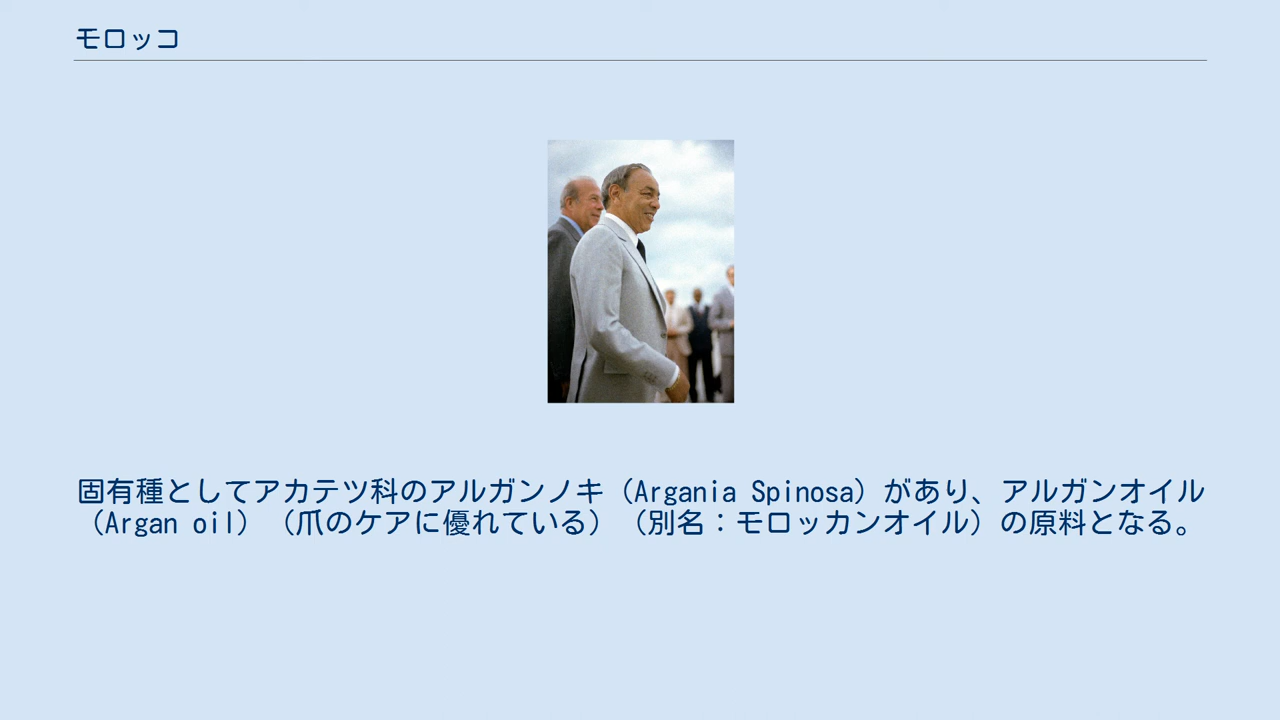 モロッコ
固有種としてアカテツ科のアルガンノキ（Argania Spinosa）があり、アルガンオイル
（Argan oil）（爪のケアに優れている）（別名：モロッカンオイル）の原料となる。